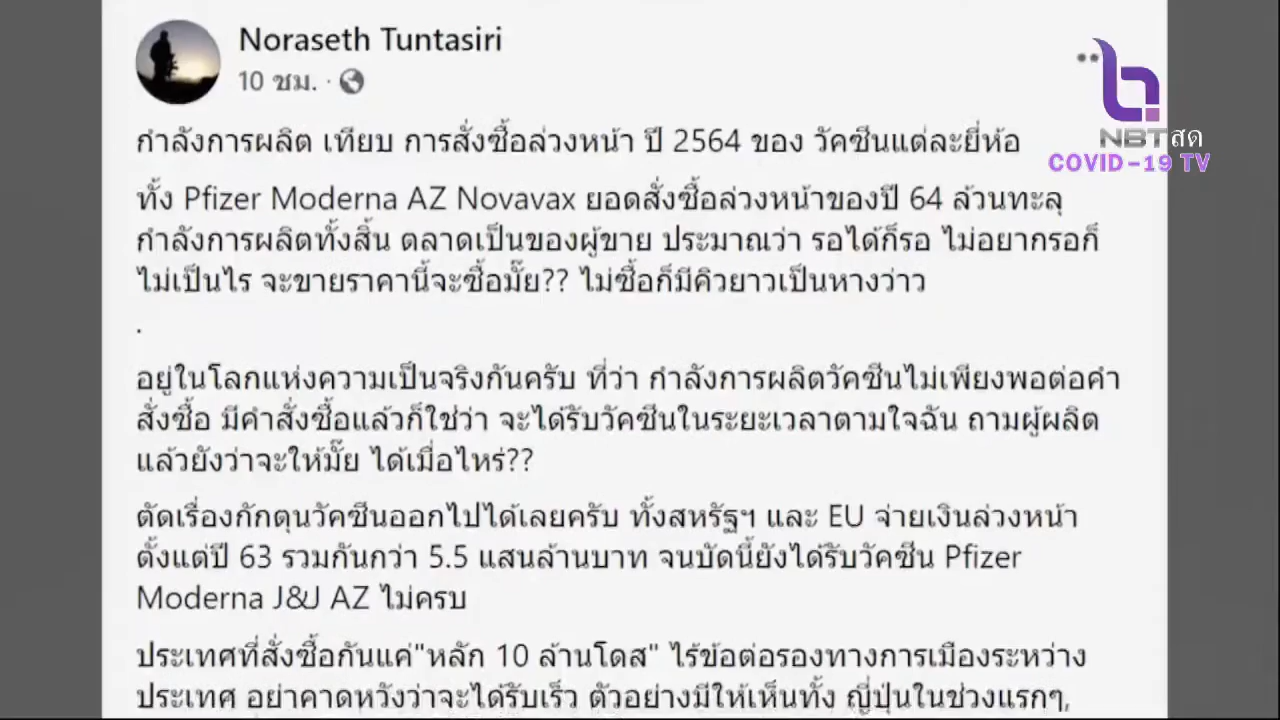 Noraseth Tuntasiri
10 ชม. ·
กำลังการผลิต เทียบ การสั่งซื้อล่วงหน้า ปี 2564 ของ วัคซีนแต่ละยี่ห้อ
ทั้ง Pfizer Moderna AZ Novavax ยอดสั่งซื้อล่วงหน้าของปี 64 ล้วนทะลุ
กำลังการผลิตทั้งสิ้น ตลาดเป็นของผู้ขาย ประมาณว่า รอได้ก็รอ ไม่อยากรอก็
ไม่เป็นไร จะขายราคานี้จะซื้อมั๊ย?? ไม่ซื้อก็มีคิวยาวเป็นหางว่าว
.
อยู่ในโลกแห่งความเป็นจริงกันครับ ที่ว่า กำลังการผลิตวัคซีนไม่เพียงพอต่อคำ
สั่งซื้อ มีคำสั่งซื้อแล้วก็ใช่ว่า จะได้รับวัคซีนในระยะเวลาตามใจฉัน ถามผู้ผลิต
แล้วยังว่าจะให้มั๊ย ได้เมื่อไหร่??
ตัดเรื่องกักตุนวัคซีนออกไปได้เลยครับ ทั้งสหรัฐฯ และ EU จ่ายเงินล่วงหน้า
ตั้งแต่ปี 63 รวมกันกว่า 5.5 แสนล้านบาท จนบัดนี้ยังได้รับวัคซีน Pfizer
Moderna J&J AZ ไม่ครบ
ประเทศที่สั่งซื้อกันแค่"หลัก 10 ล้านโดส" ไร้ข้อต่อรองทางการเมืองระหว่าง
ประเทศ อย่าคาดหวังว่าจะได้รับเร็ว ตัวอย่างมีให้เห็นทั้ง ญี่ปุ่นในช่วงแรกๆ,
NBTสด
COVID-19 TV